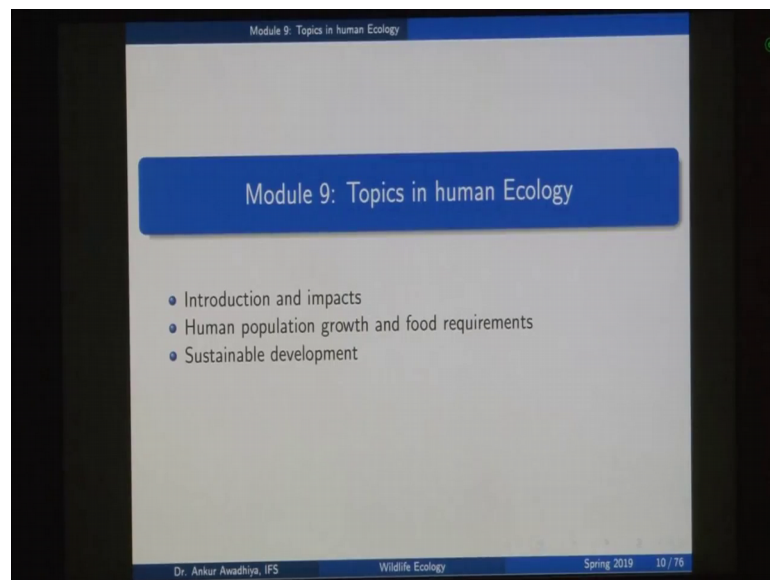 Module 9: Topics in human Ecology
Module 9: Topics in human Ecology
Introduction and impacts
Human population growth and food requirements
Sustainable development
Dr. Ankur Awadhiya, IFS Wildlife Ecology Spring 2019 10 / 76